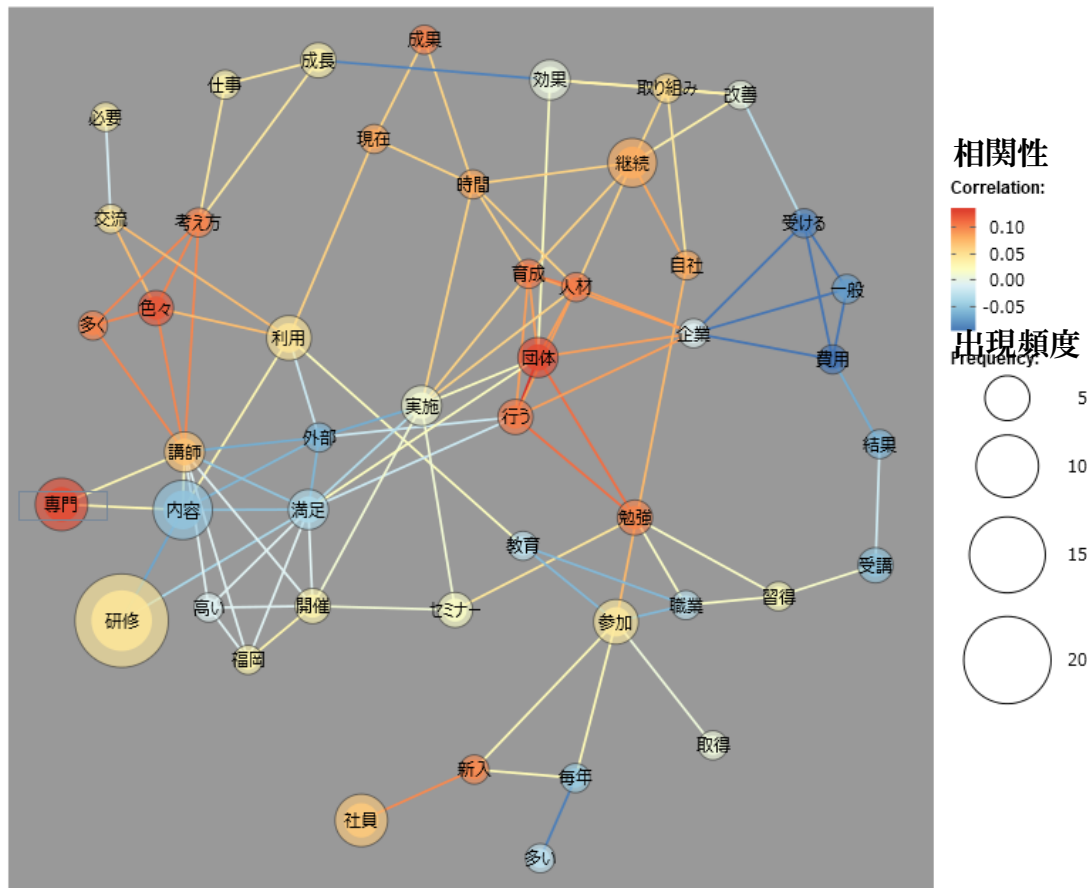 成果
成長
効果
仕事
取り組み
改善
必要
現在
継続
時間
交流
考え方
受ける
自社
育成
人材
一般
色々
多く
利用
企業
団体
費用
実施
行う
外部
結果
講師
専門
内容
満足
勉強
教育
受講
研修
高い
開催
セミナー
職業
習得
参加
福岡
取得
新入
毎年
社員
多い
相関性
Correlation:
0.10
0.05
0.00
-0.05
出現頻度
Frequency:
5
10
15
20